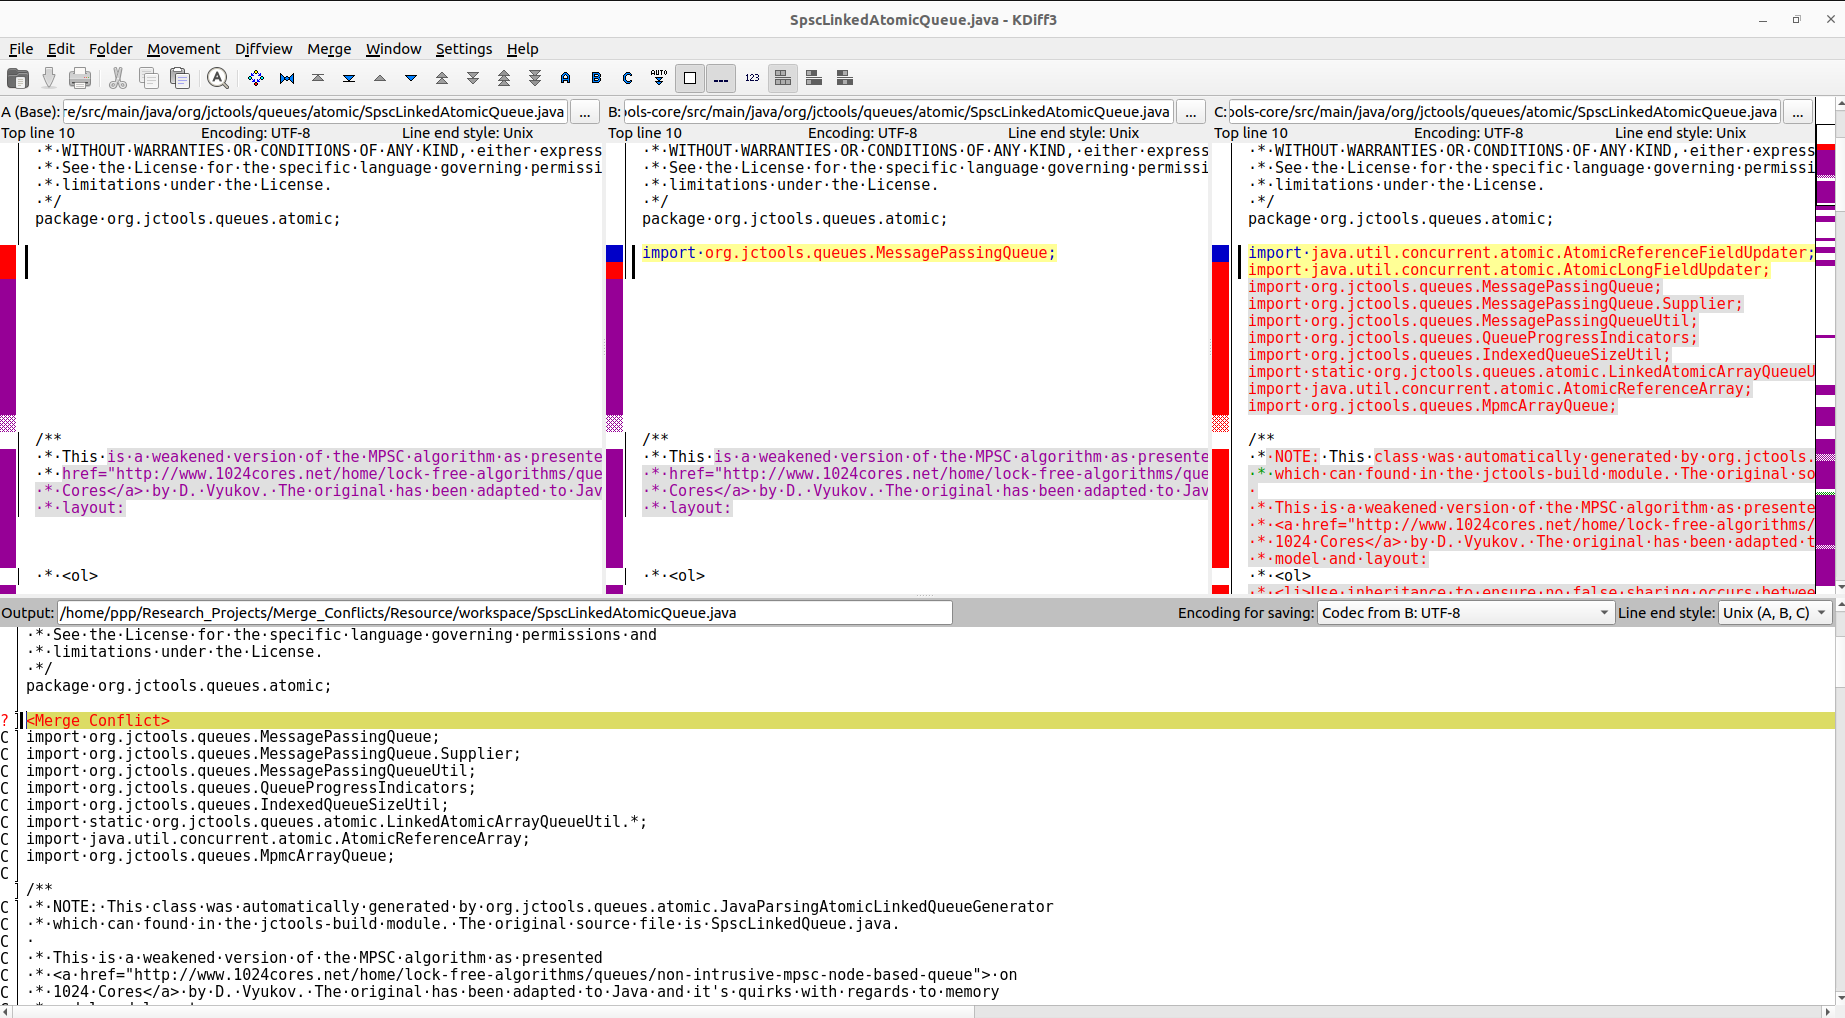 SpscLinkedAtomicQueue.java - KDiff3
File Edit Folder Movement Diffview Merge Window Settings Help
A B C AUTO 123
A (Base): re/src/main/java/org/jctools/queues/atomic/SpscLinkedAtomicQueue.java ...
Top line 10 Encoding: UTF-8 Line end style: Unix
·*·WITHOUT·WARRANTIES·OR·CONDITIONS·OF·ANY·KIND,·either·express
·*·See·the·License·for·the·specific·language·governing·permissi
·*·limitations·under·the·License.
·*/
package·org.jctools.queues.atomic;
/**
·*·This·is·a·weakened·version·of·the·MPSC·algorithm·as·presente
·*·href="http://www.1024cores.net/home/lock-free-algorithms/que
·*·Cores</a>·by·D.·Vyukov.·The·original·has·been·adapted·to·Jav
·*·layout:
·*·<ol>
B: ols-core/src/main/java/org/jctools/queues/atomic/SpscLinkedAtomicQueue.java ...
Top line 10 Encoding: UTF-8 Line end style: Unix
·*·WITHOUT·WARRANTIES·OR·CONDITIONS·OF·ANY·KIND,·either·express
·*·See·the·License·for·the·specific·language·governing·permissi
·*·limitations·under·the·License.
·*/
package·org.jctools.queues.atomic;
import·org.jctools.queues.MessagePassingQueue;
/**
·*·This·is·a·weakened·version·of·the·MPSC·algorithm·as·presente
·*·href="http://www.1024cores.net/home/lock-free-algorithms/que
·*·Cores</a>·by·D.·Vyukov.·The·original·has·been·adapted·to·Jav
·*·layout:
·*·<ol>
C: ols-core/src/main/java/org/jctools/queues/atomic/SpscLinkedAtomicQueue.java ...
Top line 10 Encoding: UTF-8 Line end style: Unix
·*·WITHOUT·WARRANTIES·OR·CONDITIONS·OF·ANY·KIND,·either·express
·*·See·the·License·for·the·specific·language·governing·permissi
·*·limitations·under·the·License.
·*/
package·org.jctools.queues.atomic;
import·java.util.concurrent.atomic.AtomicReferenceFieldUpdater;
import·java.util.concurrent.atomic.AtomicLongFieldUpdater;
import·org.jctools.queues.MessagePassingQueue;
import·org.jctools.queues.MessagePassingQueue.Supplier;
import·org.jctools.queues.MessagePassingQueueUtil;
import·org.jctools.queues.QueueProgressIndicators;
import·org.jctools.queues.IndexedQueueSizeUtil;
import·static·org.jctools.queues.atomic.LinkedAtomicArrayQueueU
import·java.util.concurrent.atomic.AtomicReferenceArray;
import·org.jctools.queues.MpmcArrayQueue;
/**
·*·NOTE:·This·class·was·automatically·generated·by·org.jctools.
·*·which·can·found·in·the·jctools-build·module.·The·original·so
·
·*·This·is·a·weakened·version·of·the·MPSC·algorithm·as·presente
·*·<a·href="http://www.1024cores.net/home/lock-free-algorithms/
·*·1024·Cores</a>·by·D.·Vyukov.·The·original·has·been·adapted·t
·*·model·and·layout:
·*·<ol>
·*·<li>Use·inheritance·to·ensure·no·false·sharing·occurs·betwee
Output: /home/ppp/Research_Projects/Merge_Conflicts/Resource/workspace/SpscLinkedAtomicQueue.java Encoding for saving: Codec from B: UTF-8 Line end style: Unix (A, B, C)
·*·See·the·License·for·the·specific·language·governing·permissions·and
·*·limitations·under·the·License.
·*/
package·org.jctools.queues.atomic;
? <Merge Conflict>
C import·org.jctools.queues.MessagePassingQueue;
C import·org.jctools.queues.MessagePassingQueue.Supplier;
C import·org.jctools.queues.MessagePassingQueueUtil;
C import·org.jctools.queues.QueueProgressIndicators;
C import·org.jctools.queues.IndexedQueueSizeUtil;
C import·static·org.jctools.queues.atomic.LinkedAtomicArrayQueueUtil.*;
C import·java.util.concurrent.atomic.AtomicReferenceArray;
C import·org.jctools.queues.MpmcArrayQueue;
C
/**
C ·*·NOTE:·This·class·was·automatically·generated·by·org.jctools.queues.atomic.JavaParsingAtomicLinkedQueueGenerator
C ·*·which·can·found·in·the·jctools-build·module.·The·original·source·file·is·SpscLinkedQueue.java.
C ·
C ·*·This·is·a·weakened·version·of·the·MPSC·algorithm·as·presented
C ·*·<a·href="http://www.1024cores.net/home/lock-free-algorithms/queues/non-intrusive-mpsc-node-based-queue">·on
C ·*·1024·Cores</a>·by·D.·Vyukov.·The·original·has·been·adapted·to·Java·and·it's·quirks·with·regards·to·memory